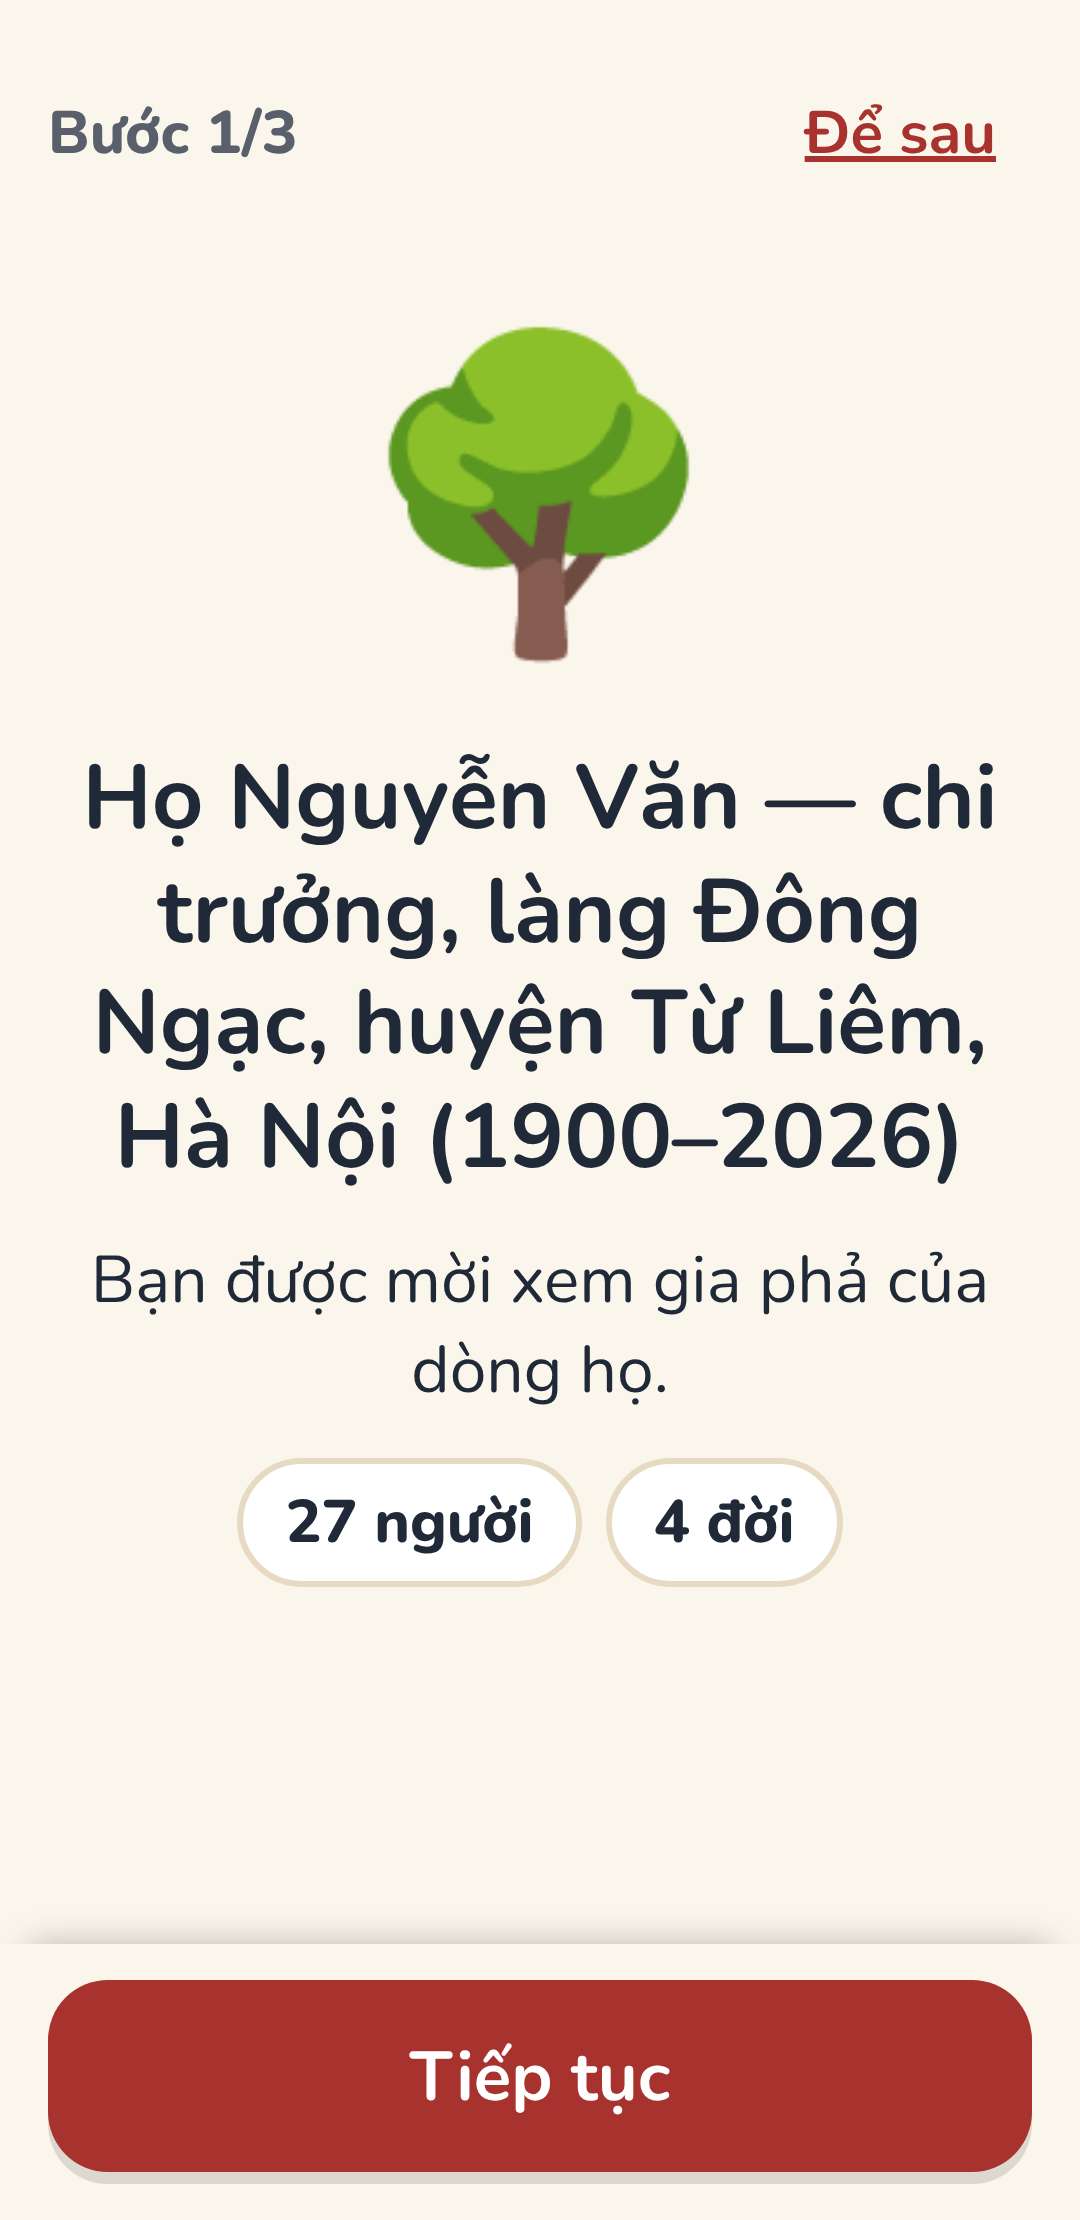 Bước 1/3
Để sau
Họ Nguyễn Văn — chi
trưởng, làng Đông
Ngạc, huyện Từ Liêm,
Hà Nội (1900–2026)
Bạn được mời xem gia phả của
dòng họ.
27 người
4 đời
Tiếp tục